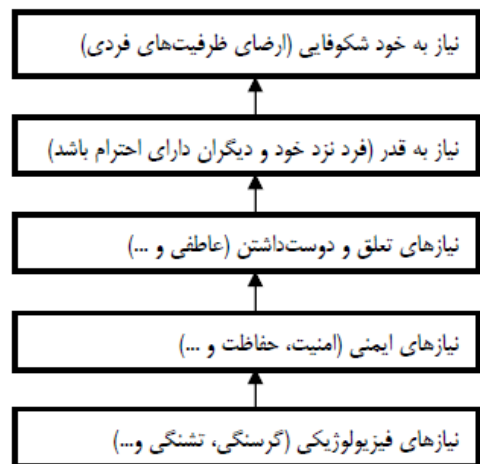 نیاز به خود شکوفایی (ارضای ظرفیت‌های فردی)
نیاز به قدر (فرد نزد خود و دیگران دارای احترام باشد)
نیازهای تعلق و دوست‌داشتن (عاطفی و ...)
نیازهای ایمنی (امنیت، حفاظت و ...)
نیازهای فیزیولوژیکی (گرسنگی، تشنگی و...)